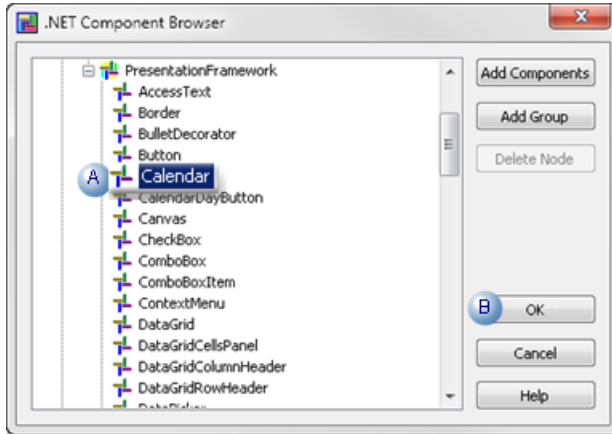 .NET Component Browser
PresentationFramework
AccessText
Border
BulletDecorator
Button
A
Calendar
CalendarDayButton
Canvas
CheckBox
ComboBox
ComboBoxItem
ContextMenu
DataGrid
DataGridCellsPanel
DataGridColumnHeader
DataGridRowHeader
Add Components
Add Group
Delete Node
B
OK
Cancel
Help